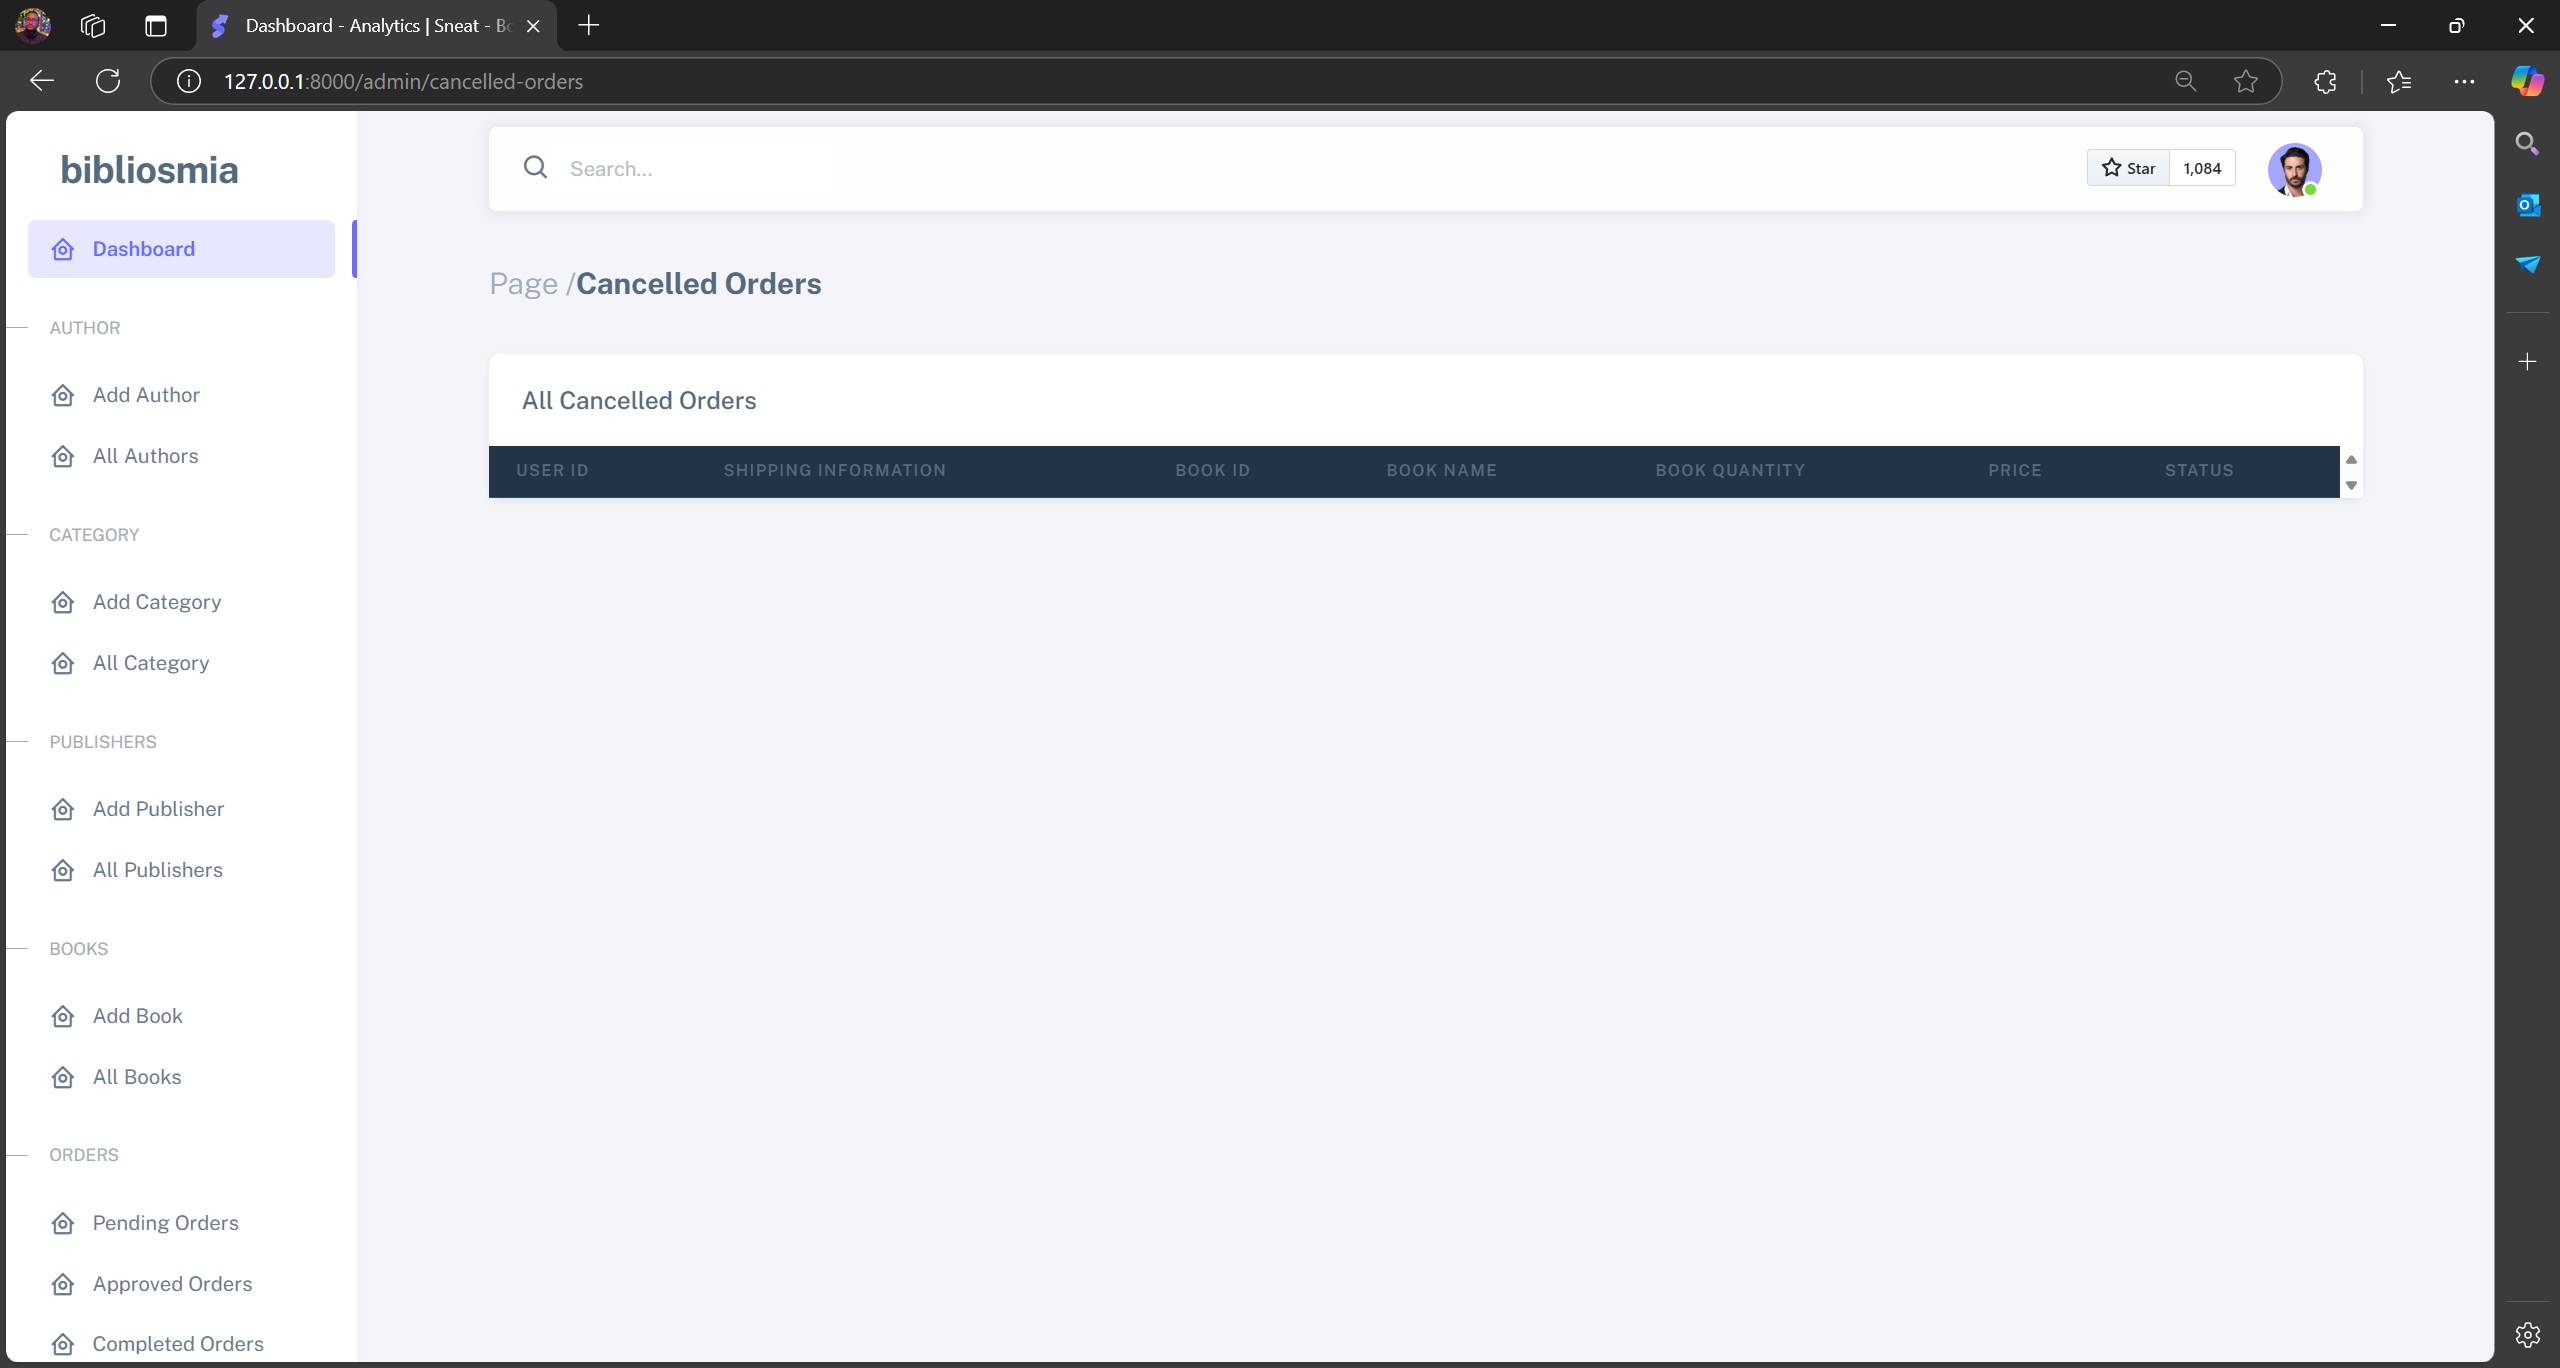 Dashboard - Analytics | Sneat - Bo
127.0.0.1:8000/admin/cancelled-orders
bibliosmia
Dashboard
AUTHOR
Add Author
All Authors
CATEGORY
Add Category
All Category
PUBLISHERS
Add Publisher
All Publishers
BOOKS
Add Book
All Books
ORDERS
Pending Orders
Approved Orders
Completed Orders
Search...
Star 1,084
Page /Cancelled Orders
All Cancelled Orders
USER ID SHIPPING INFORMATION BOOK ID BOOK NAME BOOK QUANTITY PRICE STATUS